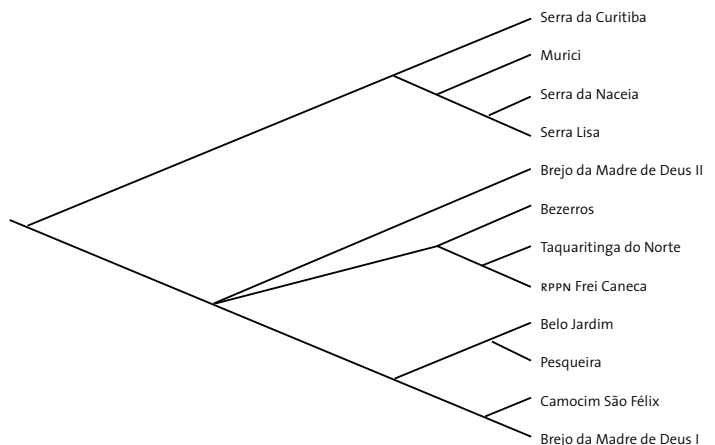 Serra da Curitiba
Murici
Serra da Naceia
Serra Lisa
Brejo da Madre de Deus II
Bezerros
Taquaritinga do Norte
RPPN Frei Caneca
Belo Jardim
Pesqueira
Camocim São Félix
Brejo da Madre de Deus I